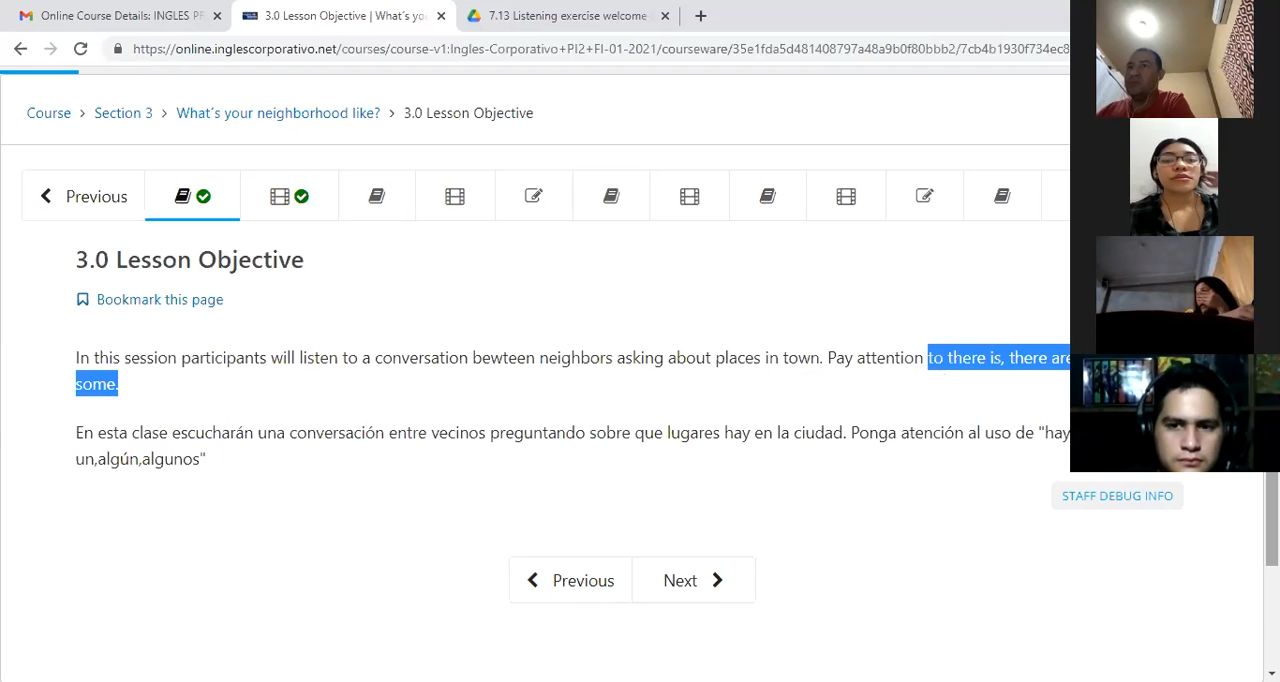 Online Course Details: INGLES PR
3.0 Lesson Objective | What´s you
7.13 Listening exercise welcome
https://online.inglescorporativo.net/courses/course-v1:Ingles-Corporativo+PI2+FI-01-2021/courseware/35e1fda5d481408797a48a9b0f80bbb2/7cb4b1930f734ec8
Course > Section 3 > What´s your neighborhood like? > 3.0 Lesson Objective
Previous
3.0 Lesson Objective
Bookmark this page
In this session participants will listen to a conversation bewteen neighbors asking about places in town. Pay attention to there is, there are
some.
En esta clase escucharán una conversación entre vecinos preguntando sobre que lugares hay en la ciudad. Ponga atención al uso de "hay
un,algún,algunos"
STAFF DEBUG INFO
Previous
Next